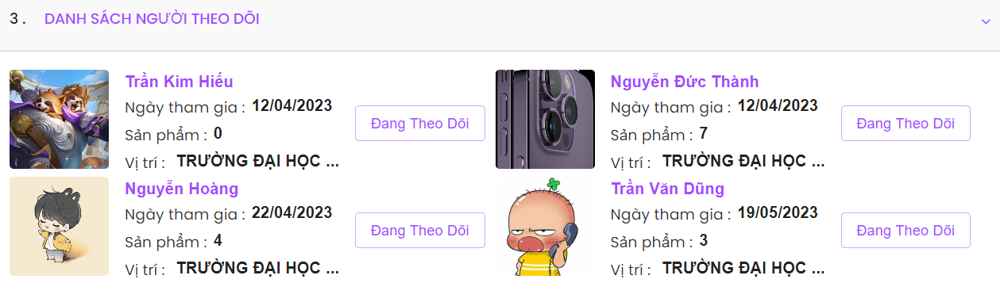 3 . DANH SÁCH NGƯỜI THEO DÕI
Trần Kim Hiếu
Ngày tham gia : 12/04/2023
Sản phẩm : 0
Vị trí : TRƯỜNG ĐẠI HỌC ...
Đang Theo Dõi
Nguyễn Đức Thành
Ngày tham gia : 12/04/2023
Sản phẩm : 7
Vị trí : TRƯỜNG ĐẠI HỌC ...
Đang Theo Dõi
Nguyễn Hoàng
Ngày tham gia : 22/04/2023
Sản phẩm : 4
Vị trí : TRƯỜNG ĐẠI HỌC ...
Đang Theo Dõi
Trần Văn Dũng
Ngày tham gia : 19/05/2023
Sản phẩm : 3
Vị trí : TRƯỜNG ĐẠI HỌC ...
Đang Theo Dõi